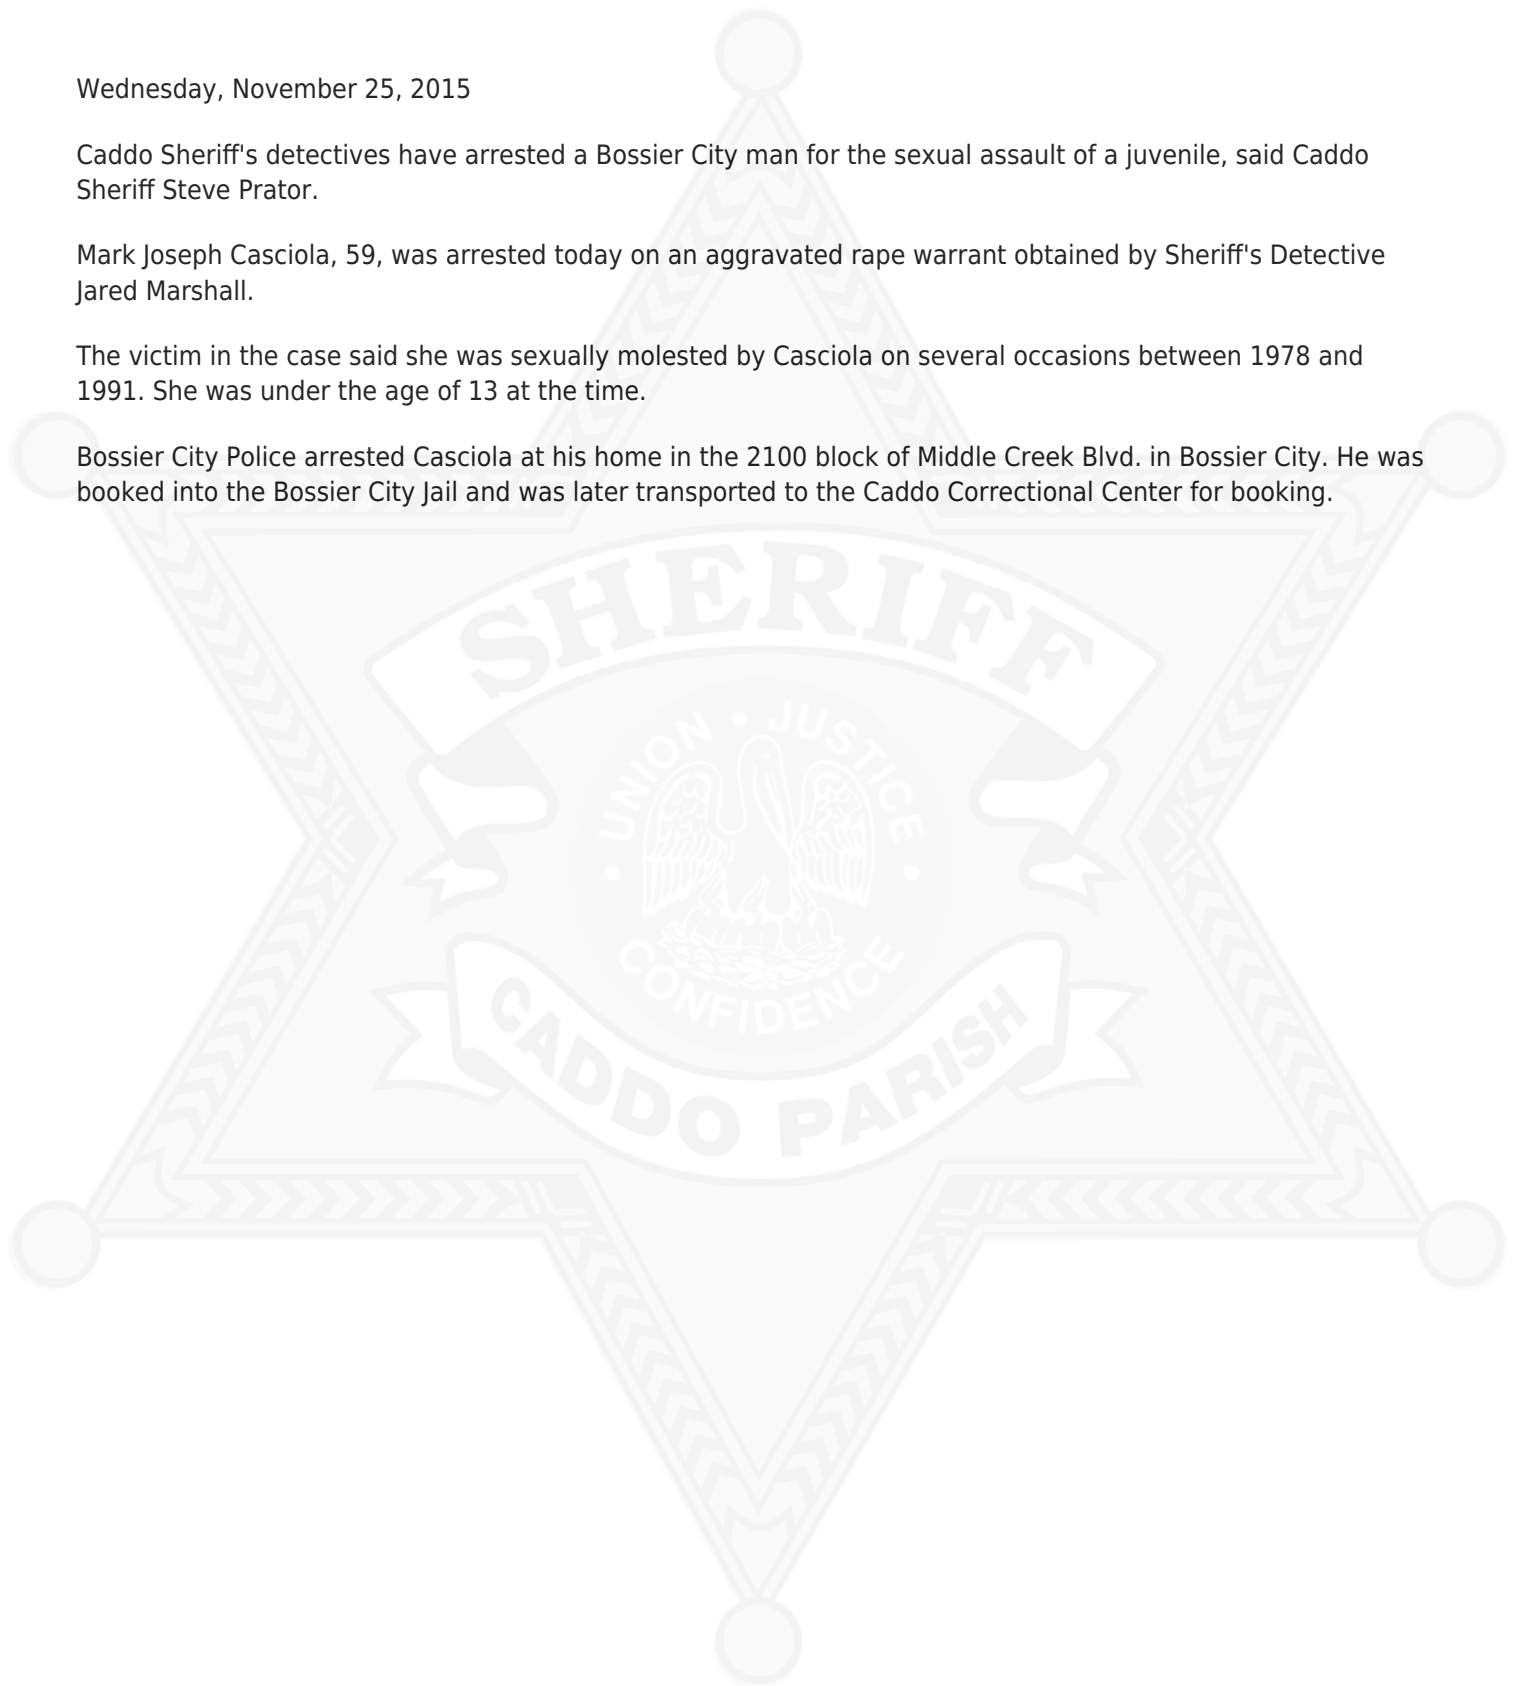 Wednesday, November 25, 2015
Caddo Sheriff's detectives have arrested a Bossier City man for the sexual assault of a juvenile, said Caddo
Sheriff Steve Prator.
Mark Joseph Casciola, 59, was arrested today on an aggravated rape warrant obtained by Sheriff's Detective
Jared Marshall.
The victim in the case said she was sexually molested by Casciola on several occasions between 1978 and
1991. She was under the age of 13 at the time.
Bossier City Police arrested Casciola at his home in the 2100 block of Middle Creek Blvd. in Bossier City. He was
booked into the Bossier City Jail and was later transported to the Caddo Correctional Center for booking.
SHERIFF
UNION • JUSTICE
• CONFIDENCE •
CADDO PARISH